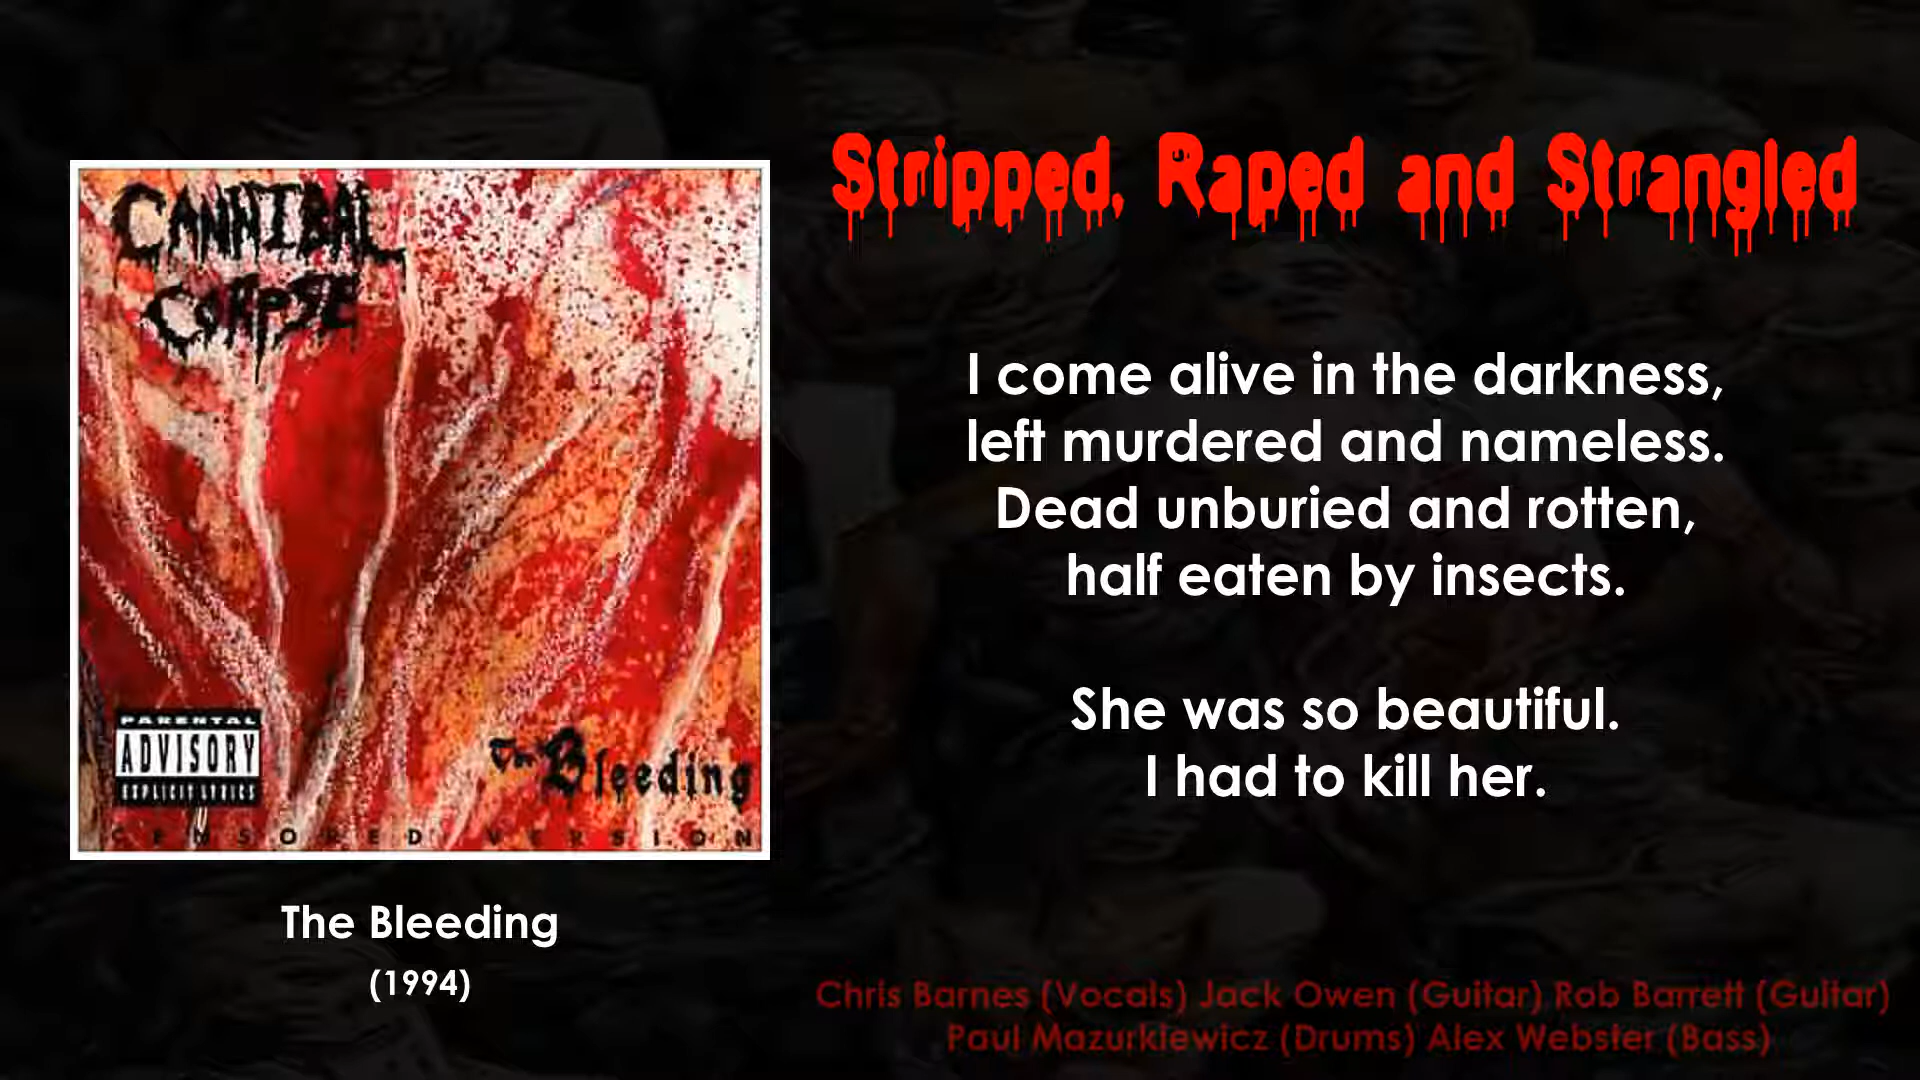 CANNIBAL
CORPSE
PARENTAL
ADVISORY
EXPLICIT LYRICS
The Bleeding
CENSORED VERSION
The Bleeding
(1994)
Stripped, Raped and Strangled
I come alive in the darkness,
left murdered and nameless.
Dead unburied and rotten,
half eaten by insects.
She was so beautiful.
I had to kill her.
Chris Barnes (Vocals) Jack Owen (Guitar) Rob Barrett (Guitar)
Paul Mazurkiewicz (Drums) Alex Webster (Bass)